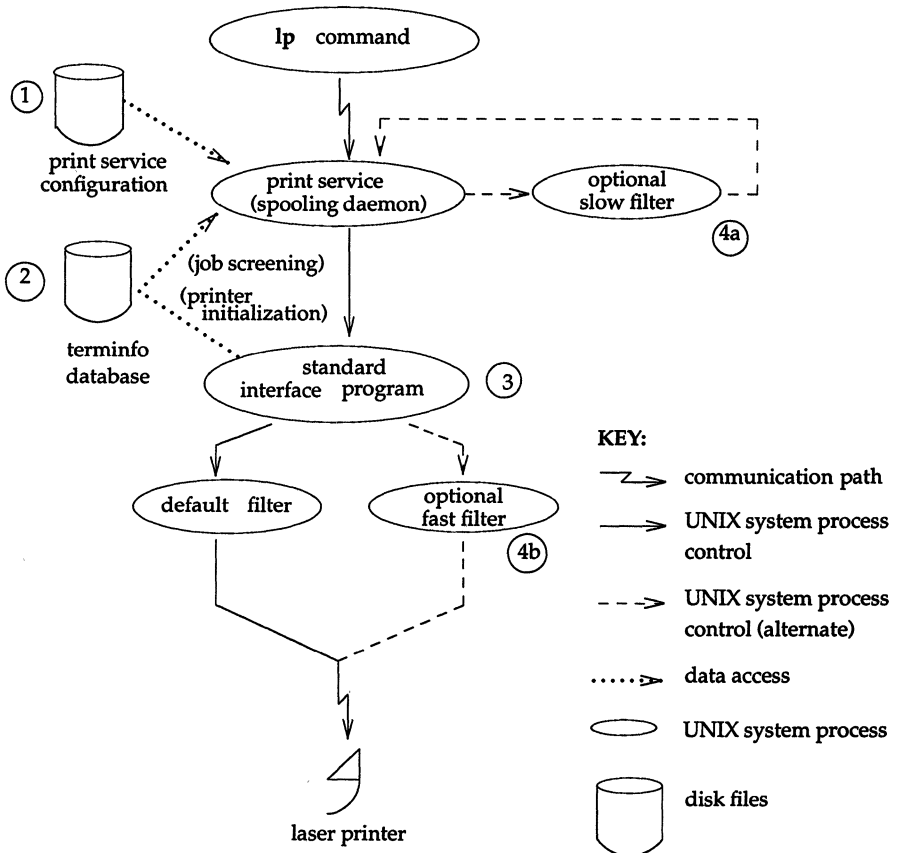 lp command
1
print service
configuration
print service
(spooling daemon)
optional
slow filter
4a
2
(job screening)
(printer
initialization)
terminfo
database
standard
interface program
3
default filter
optional
fast filter
4b
laser printer
KEY:
communication path
UNIX system process
control
UNIX system process
control (alternate)
data access
UNIX system process
disk files